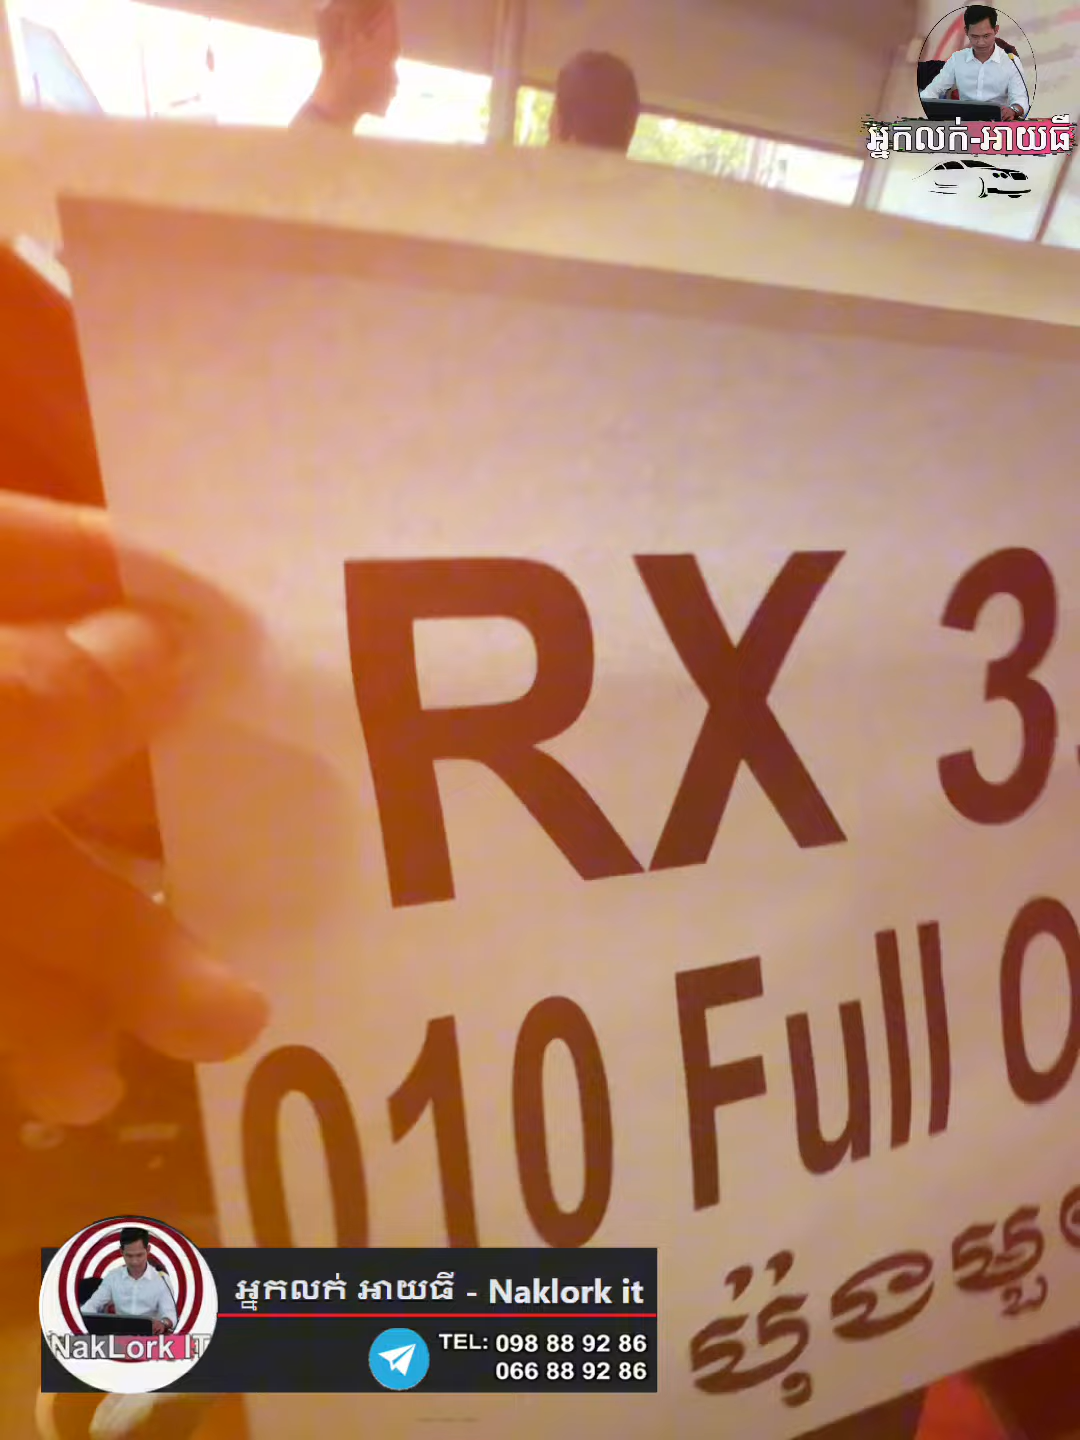 អ្នកលក់-អាយធី
RX 3
010 Full O
អ្នកលក់ អាយធី - Naklork it
NakLork IT
TEL: 098 88 92 86
066 88 92 86